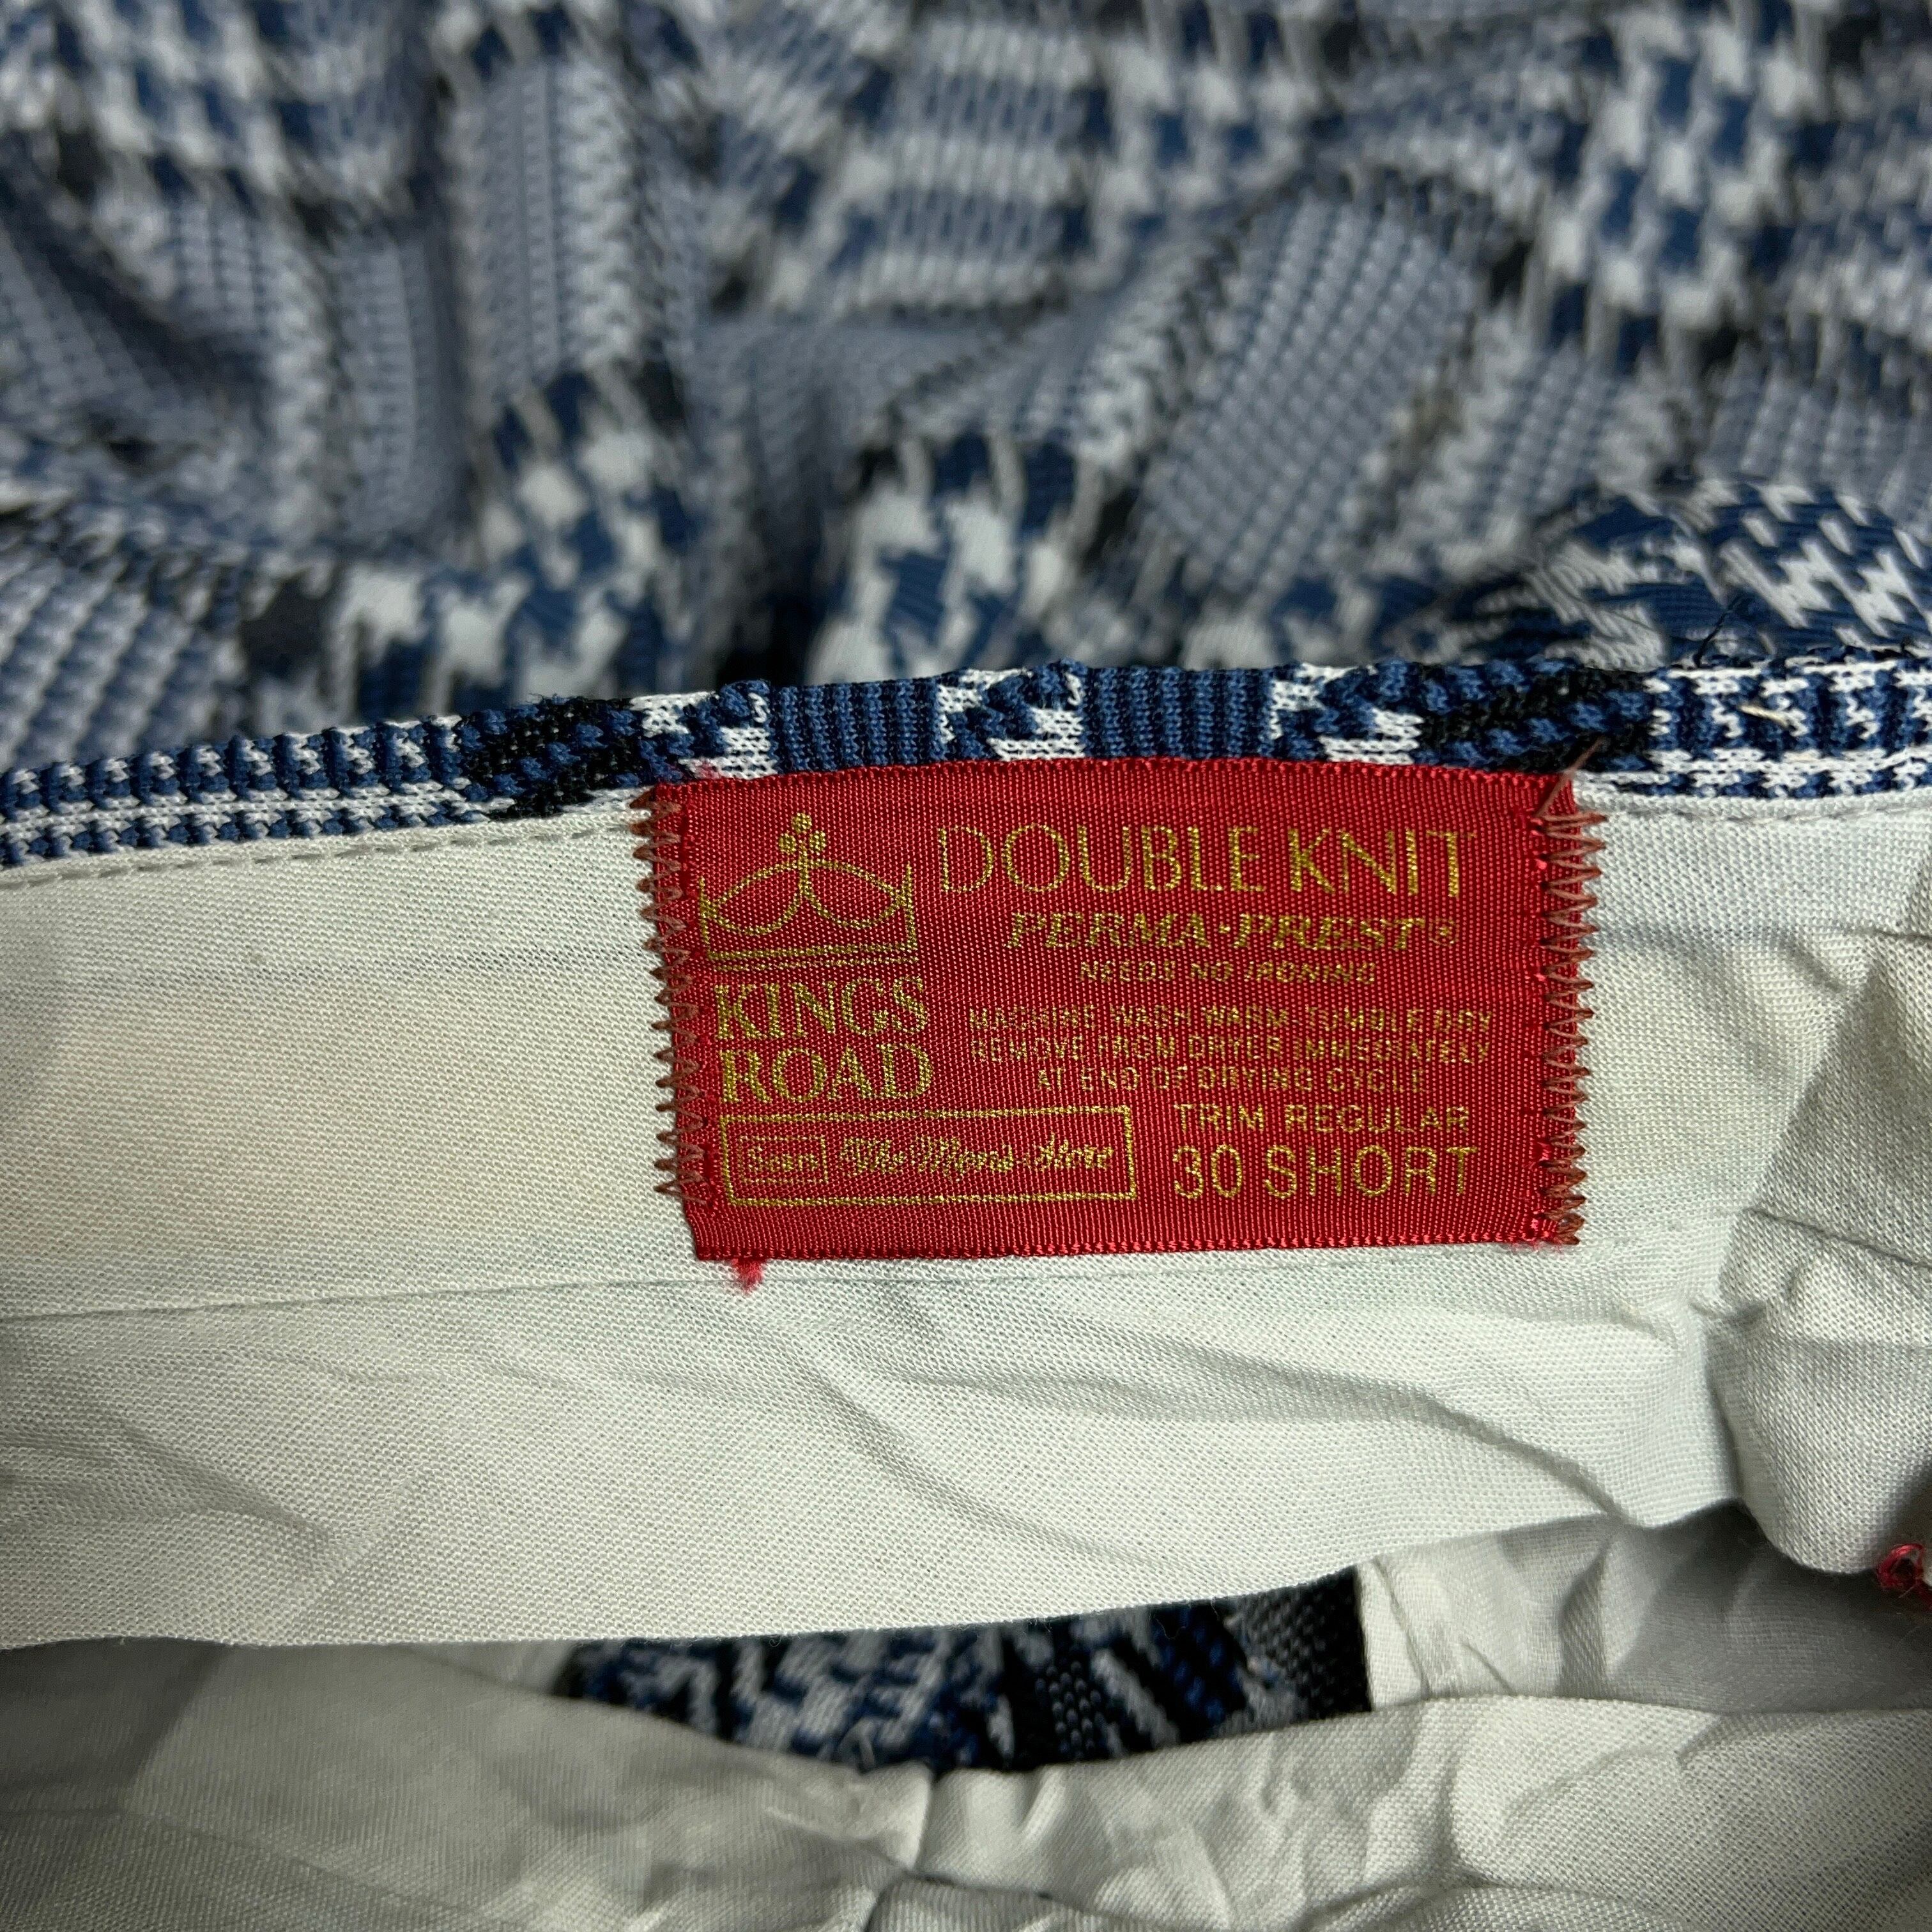 DOUBLE KNIT
PERMA·PREST®
NEEDS NO IRONING
KINGS
ROAD
MACHINE WASH WARM TUMBLE DRY
REMOVE FROM DRYER IMMEDIATELY
AT END OF DRYING CYCLE
Sears The Men's Store
TRIM REGULAR
30 SHORT